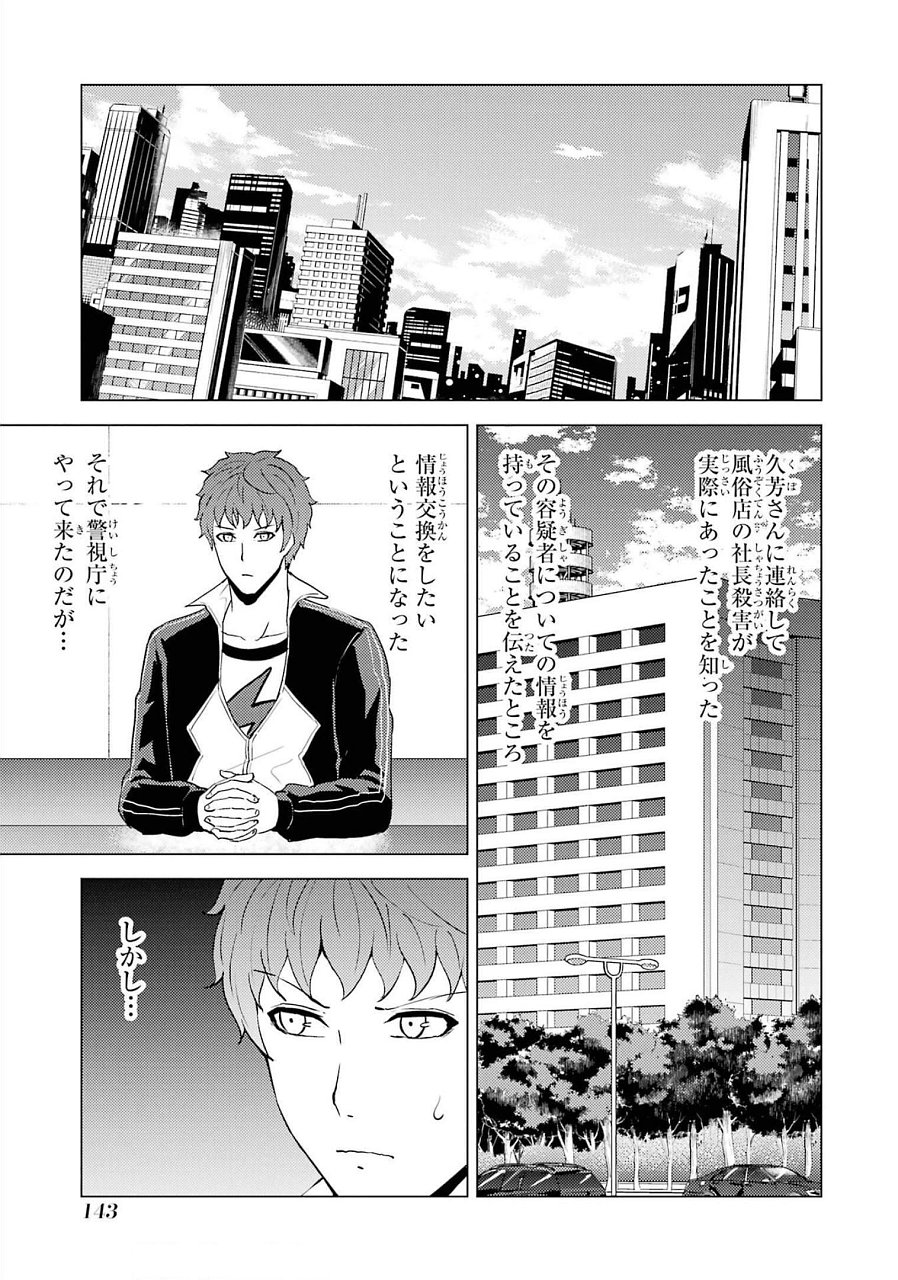 久芳さんに連絡して
風俗店の社長殺害が
実際にあったことを知った
その容疑者についての情報を
持っていることを伝えたところ
情報交換をしたい
ということになった
それで警視庁に
やって来たのだが…
しかし…
143